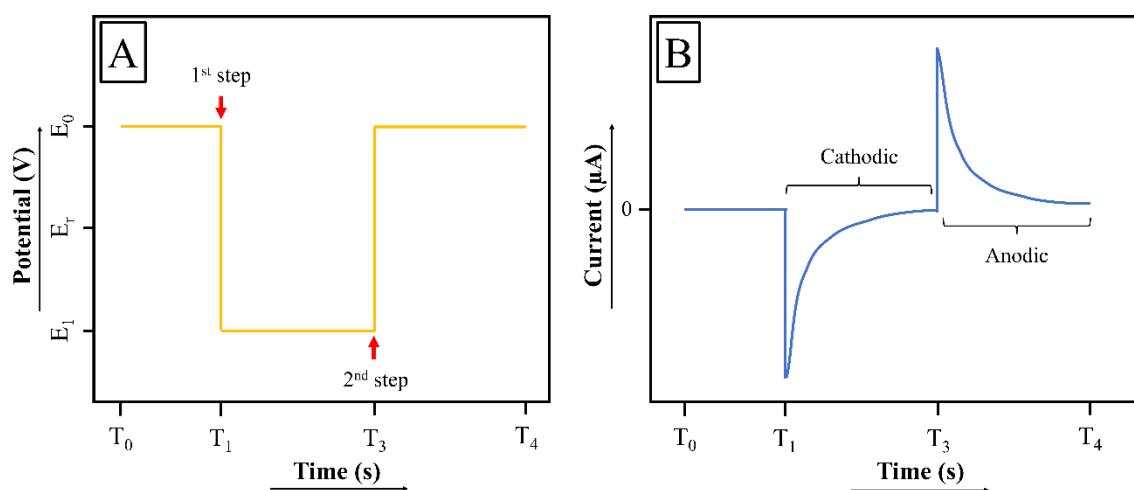 A
1st step
E0
Er
E1
Potential (V)
2nd step
T0
T1
T3
T4
Time (s)
B
Cathodic
0
Current (µA)
Anodic
T0
T1
T3
T4
Time (s)